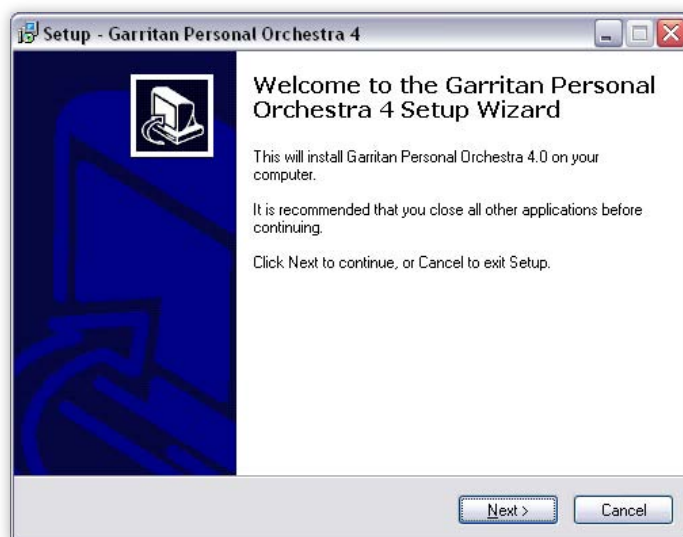 Setup - Garritan Personal Orchestra 4
Welcome to the Garritan Personal
Orchestra 4 Setup Wizard
This will install Garritan Personal Orchestra 4.0 on your
computer.
It is recommended that you close all other applications before
continuing.
Click Next to continue, or Cancel to exit Setup.
Next >
Cancel